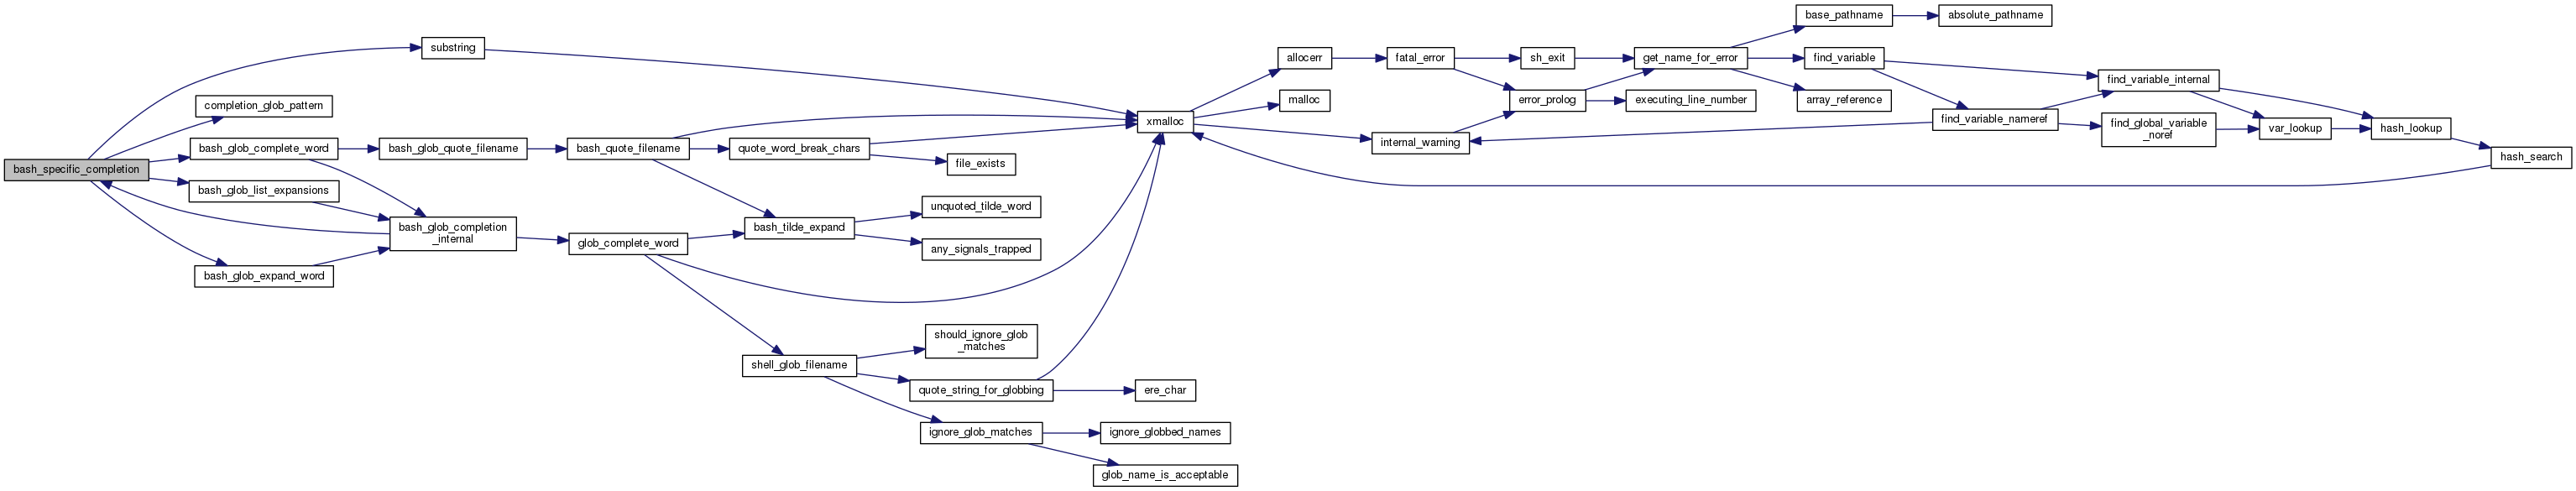 bash_specific_completion
substring
completion_glob_pattern
bash_glob_complete_word
bash_glob_list_expansions
bash_glob_expand_word
bash_glob_quote_filename
bash_glob_completion
_internal
bash_quote_filename
glob_complete_word
quote_word_break_chars
bash_tilde_expand
shell_glob_filename
file_exists
unquoted_tilde_word
any_signals_trapped
should_ignore_glob
_matches
quote_string_for_globbing
ignore_glob_matches
xmalloc
ere_char
ignore_globbed_names
glob_name_is_acceptable
allocerr
malloc
fatal_error
internal_warning
sh_exit
error_prolog
get_name_for_error
executing_line_number
base_pathname
find_variable
array_reference
absolute_pathname
find_variable_nameref
find_variable_internal
find_global_variable
_noref
var_lookup
hash_lookup
hash_search